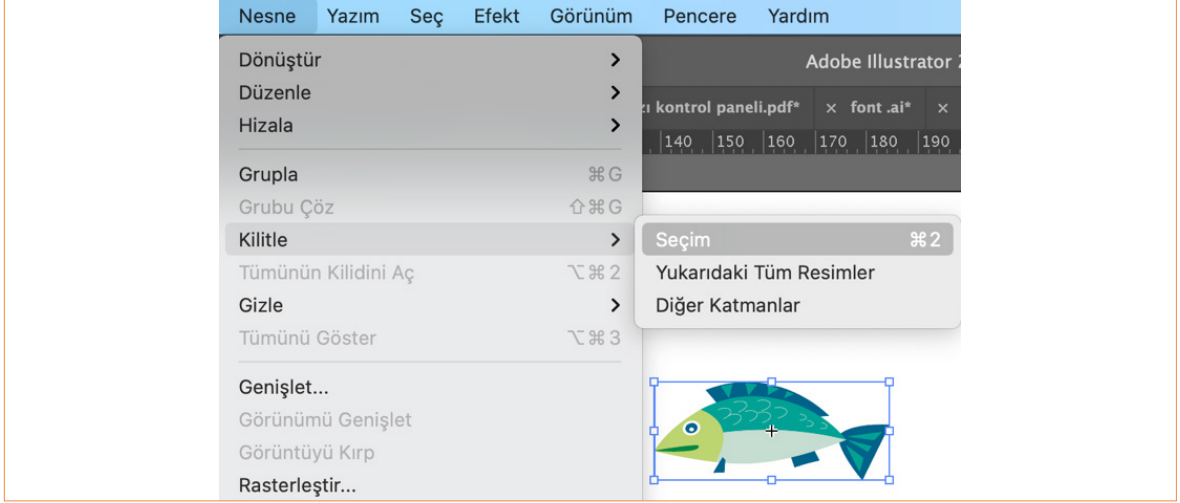 Nesne Yazım Seç Efekt Görünüm Pencere Yardım
Dönüştür
Adobe Illustrator
Düzenle
kontrol paneli.pdf* × font .ai* ×
Hizala
140 150 160 170 180 190
Grupla ⌘G
Grubu Çöz ⇧⌘G
Kilitle
Seçim ⌘2
Tümünün Kilidini Aç ⌥⌘2
Yukarıdaki Tüm Resimler
Gizle
Diğer Katmanlar
Tümünü Göster ⌥⌘3
Genişlet...
Görünümü Genişlet
Görüntüyü Kırp
Rasterleştir...